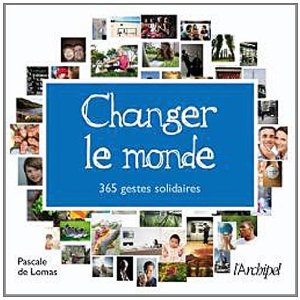 Changer
le monde
365 gestes solidaires
Pascale
de Lomas
l'Archipel